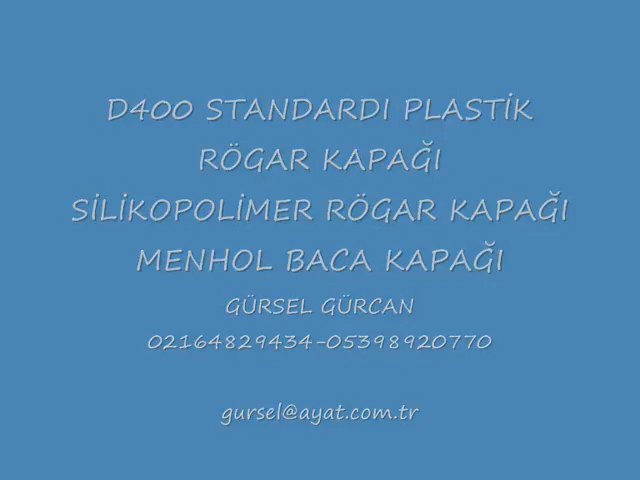 D400 STANDARDI PLASTİK
RÖGAR KAPAĞI
SİLİKOPOLİMER RÖGAR KAPAĞI
MENHOL BACA KAPAĞI
GÜRSEL GÜRCAN
02164829434-05398920770
gursel@ayat.com.tr